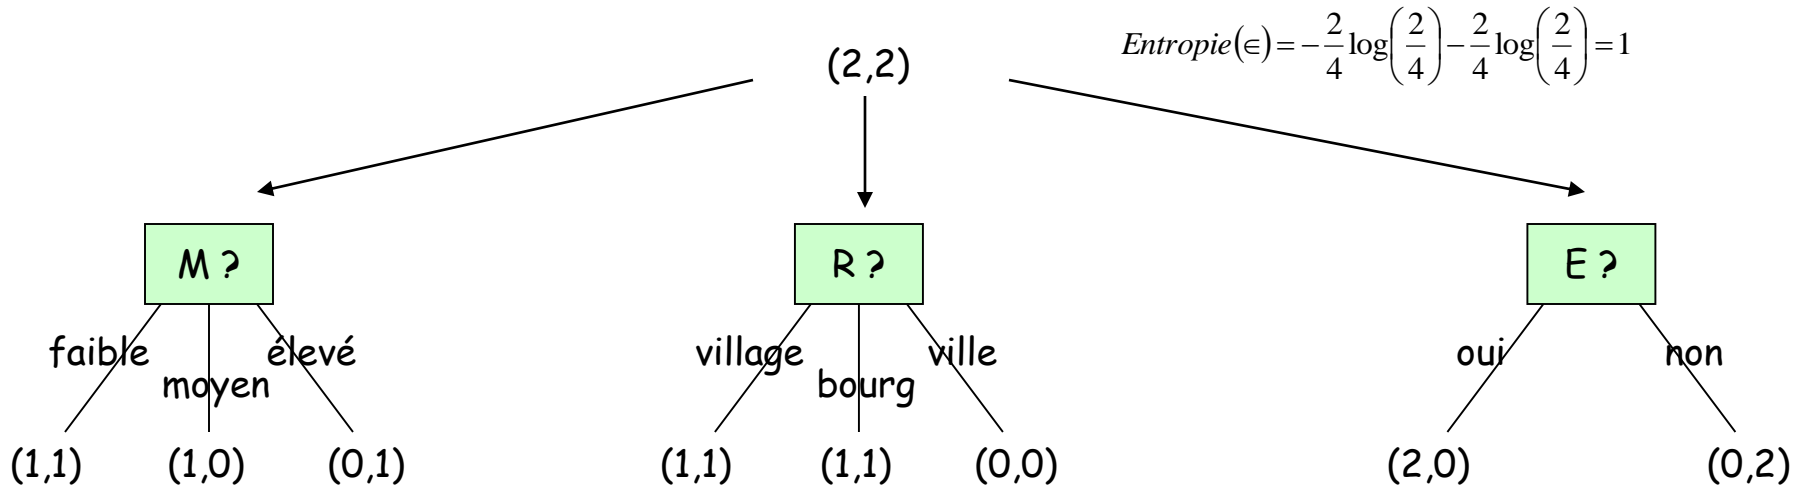 Entropie(∈) = −2/4 log(2/4) − 2/4 log(2/4) = 1
(2,2)
M ? R ? E ?
faible moyen élevé village bourg ville oui non
(1,1) (1,0) (0,1) (1,1) (1,1) (0,0) (2,0) (0,2)